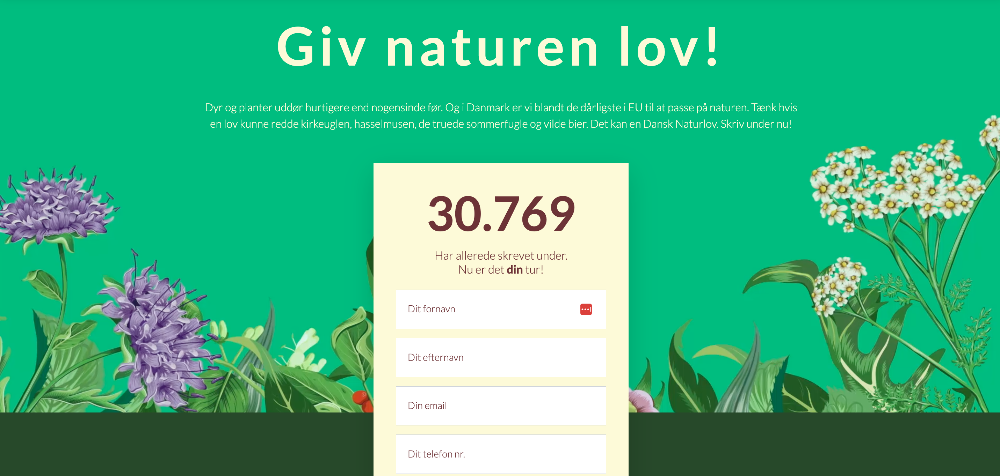 Giv naturen lov!
Dyr og planter uddør hurtigere end nogensinde før. Og i Danmark er vi blandt de dårligste i EU til at passe på naturen. Tænk hvis
en lov kunne redde kirkeuglen, hasselmusen, de truede sommerfugle og vilde bier. Det kan en Dansk Naturlov. Skriv under nu!
30.769
Har allerede skrevet under.
Nu er det din tur!
Dit fornavn
Dit efternavn
Din email
Dit telefon nr.